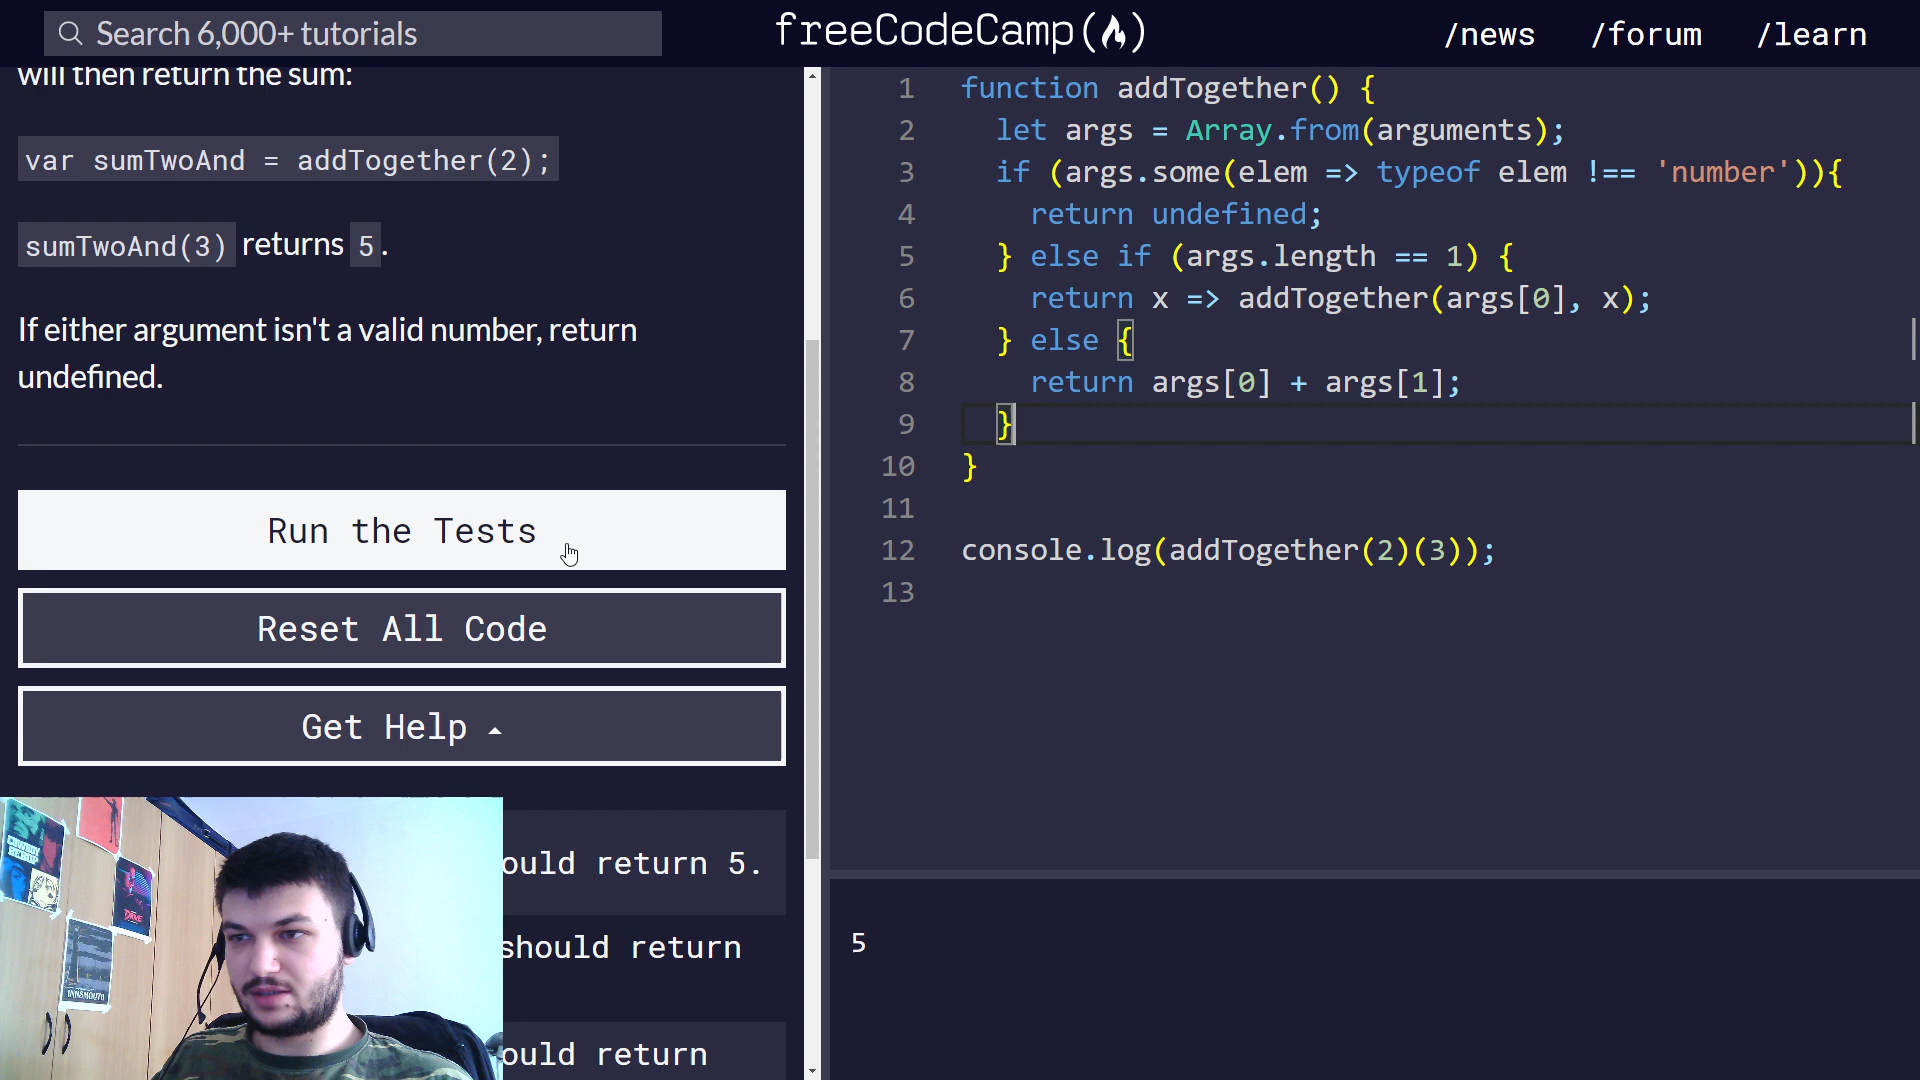 Search 6,000+ tutorials
freeCodeCamp
/news
/forum
/learn
will then return the sum:
var sumTwoAnd = addTogether(2);
sumTwoAnd(3) returns 5.
If either argument isn't a valid number, return
undefined.
Run the Tests
Reset All Code
Get Help
ould return 5.
should return
ould return
COWBOY
BEBOP
DRIVE
INNSMOUTH
1 function addTogether() {
2 let args = Array.from(arguments);
3 if (args.some(elem => typeof elem !== 'number')){
4 return undefined;
5 } else if (args.length == 1) {
6 return x => addTogether(args[0], x);
7 } else {
8 return args[0] + args[1];
9 }
10 }
11
12 console.log(addTogether(2)(3));
13
5